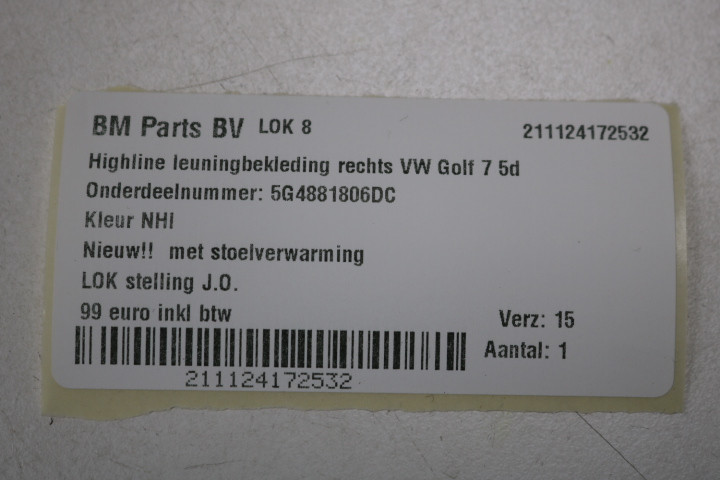 BM Parts BV LOK 8 211124172532
Highline leuningbekleding rechts VW Golf 7 5d
Onderdeelnummer: 5G4881806DC
Kleur NHI
Nieuw!! met stoelverwarming
LOK stelling J.O.
99 euro inkl btw
Verz: 15
Aantal: 1
211124172532